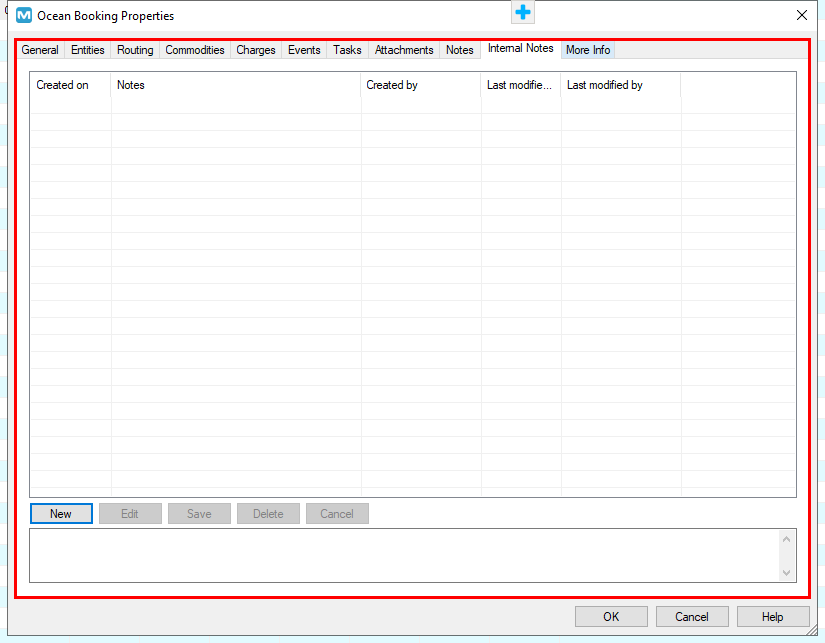 Ocean Booking Properties
General Entities Routing Commodities Charges Events Tasks Attachments Notes Internal Notes More Info
Created on Notes Created by Last modifie... Last modified by
New Edit Save Delete Cancel
OK Cancel Help